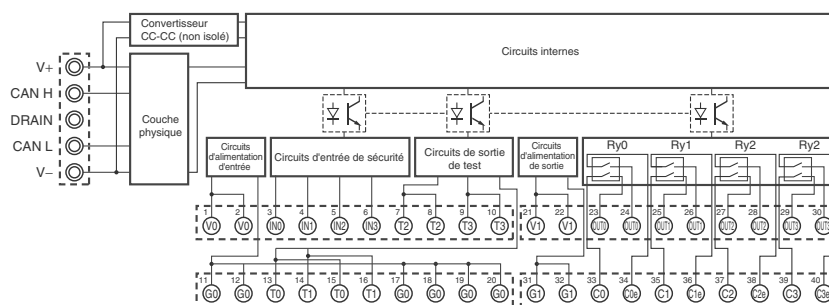 Convertisseur
CC-CC (non isolé)
Circuits internes
V+
CAN H
DRAIN
CAN L
V–
Couche
physique
Circuits
d'alimentation
d'entrée
Circuits d'entrée de sécurité
Circuits de sortie
de test
Circuits
d'alimentation
de sortie
Ry0 Ry1 Ry2 Ry2
1 2 3 4 5 6 7 8 9 10
V0 V0 IN0 IN1 IN2 IN3 T2 T2 T3 T3
21 22 23 24 25 26 27 28 29 30
V1 V1 OUT0 OUT0 OUT1 OUT1 OUT2 OUT2 OUT3 OUT3
11 12 13 14 15 16 17 18 19 20
G0 G0 T0 T1 T0 T1 G0 G0 G0 G0
31 32 33 34 35 36 37 38 39 40
G1 G1 C0 C0e C1 C1e C2 C2e C3 C3e